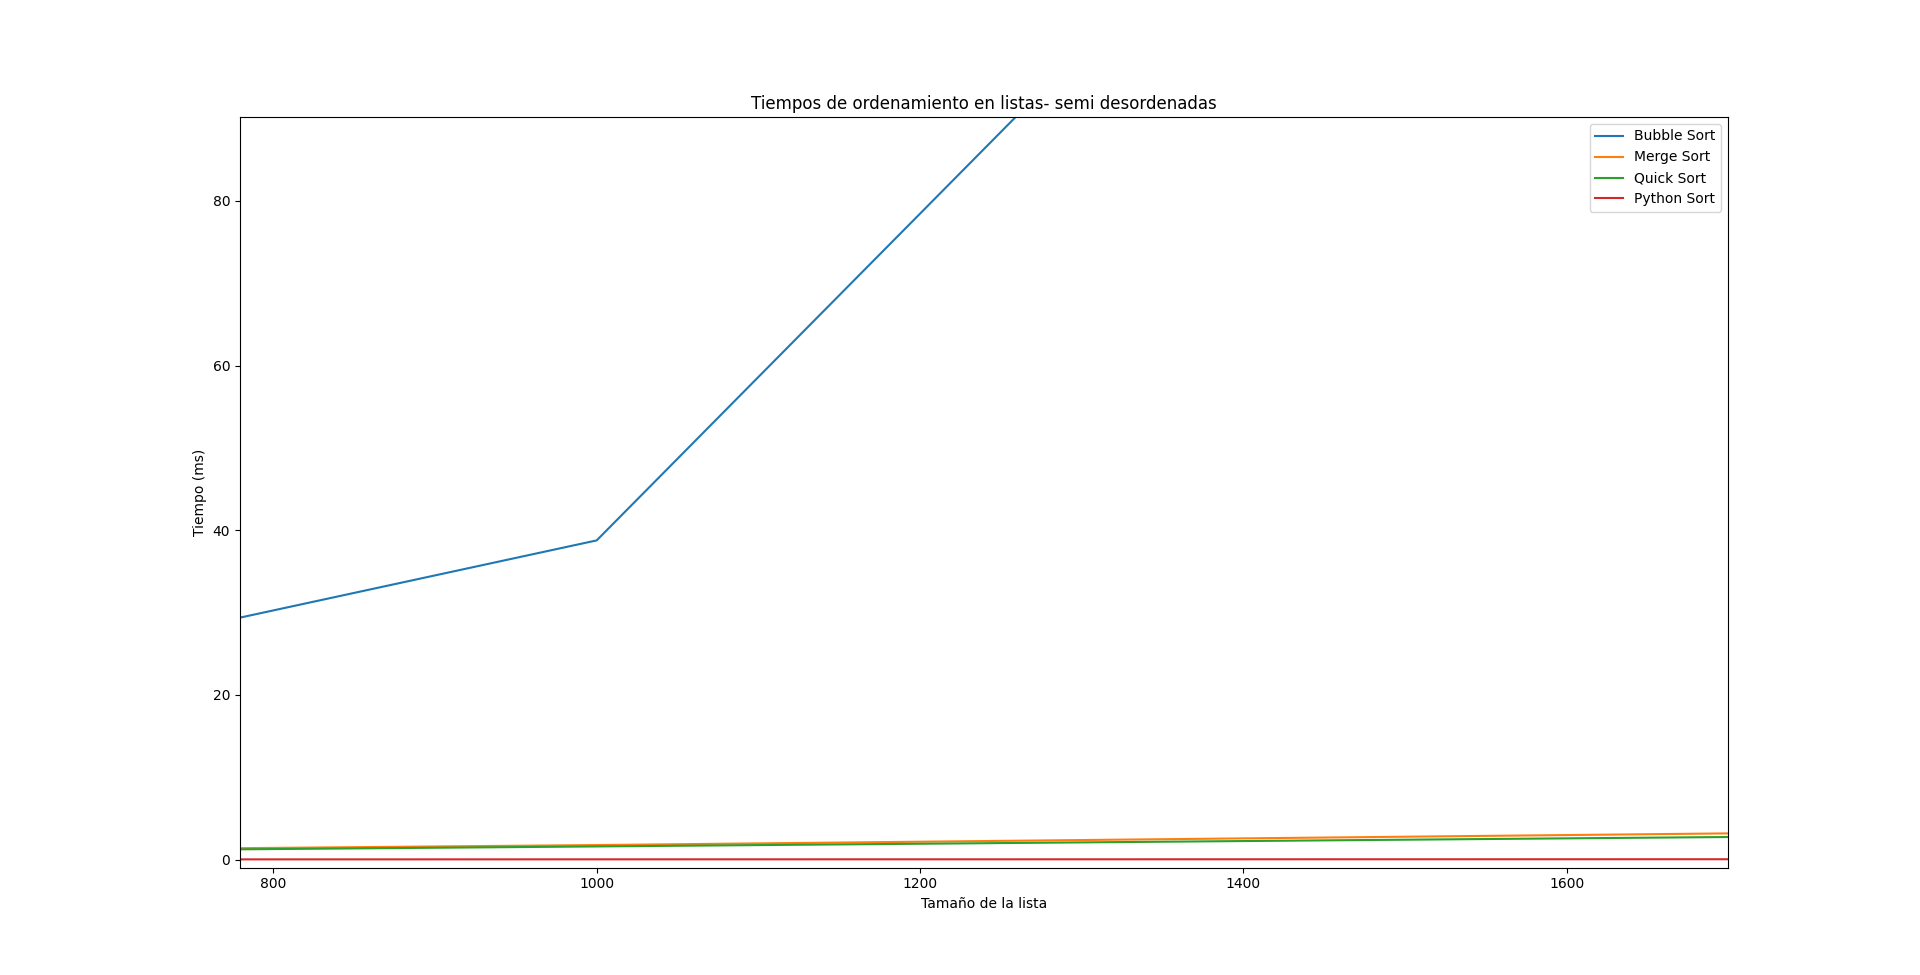 Tiempos de ordenamiento en listas- semi desordenadas
Bubble Sort
Merge Sort
Quick Sort
Python Sort
80
60
40
20
0
Tiempo (ms)
800
1000
1200
1400
1600
Tamaño de la lista